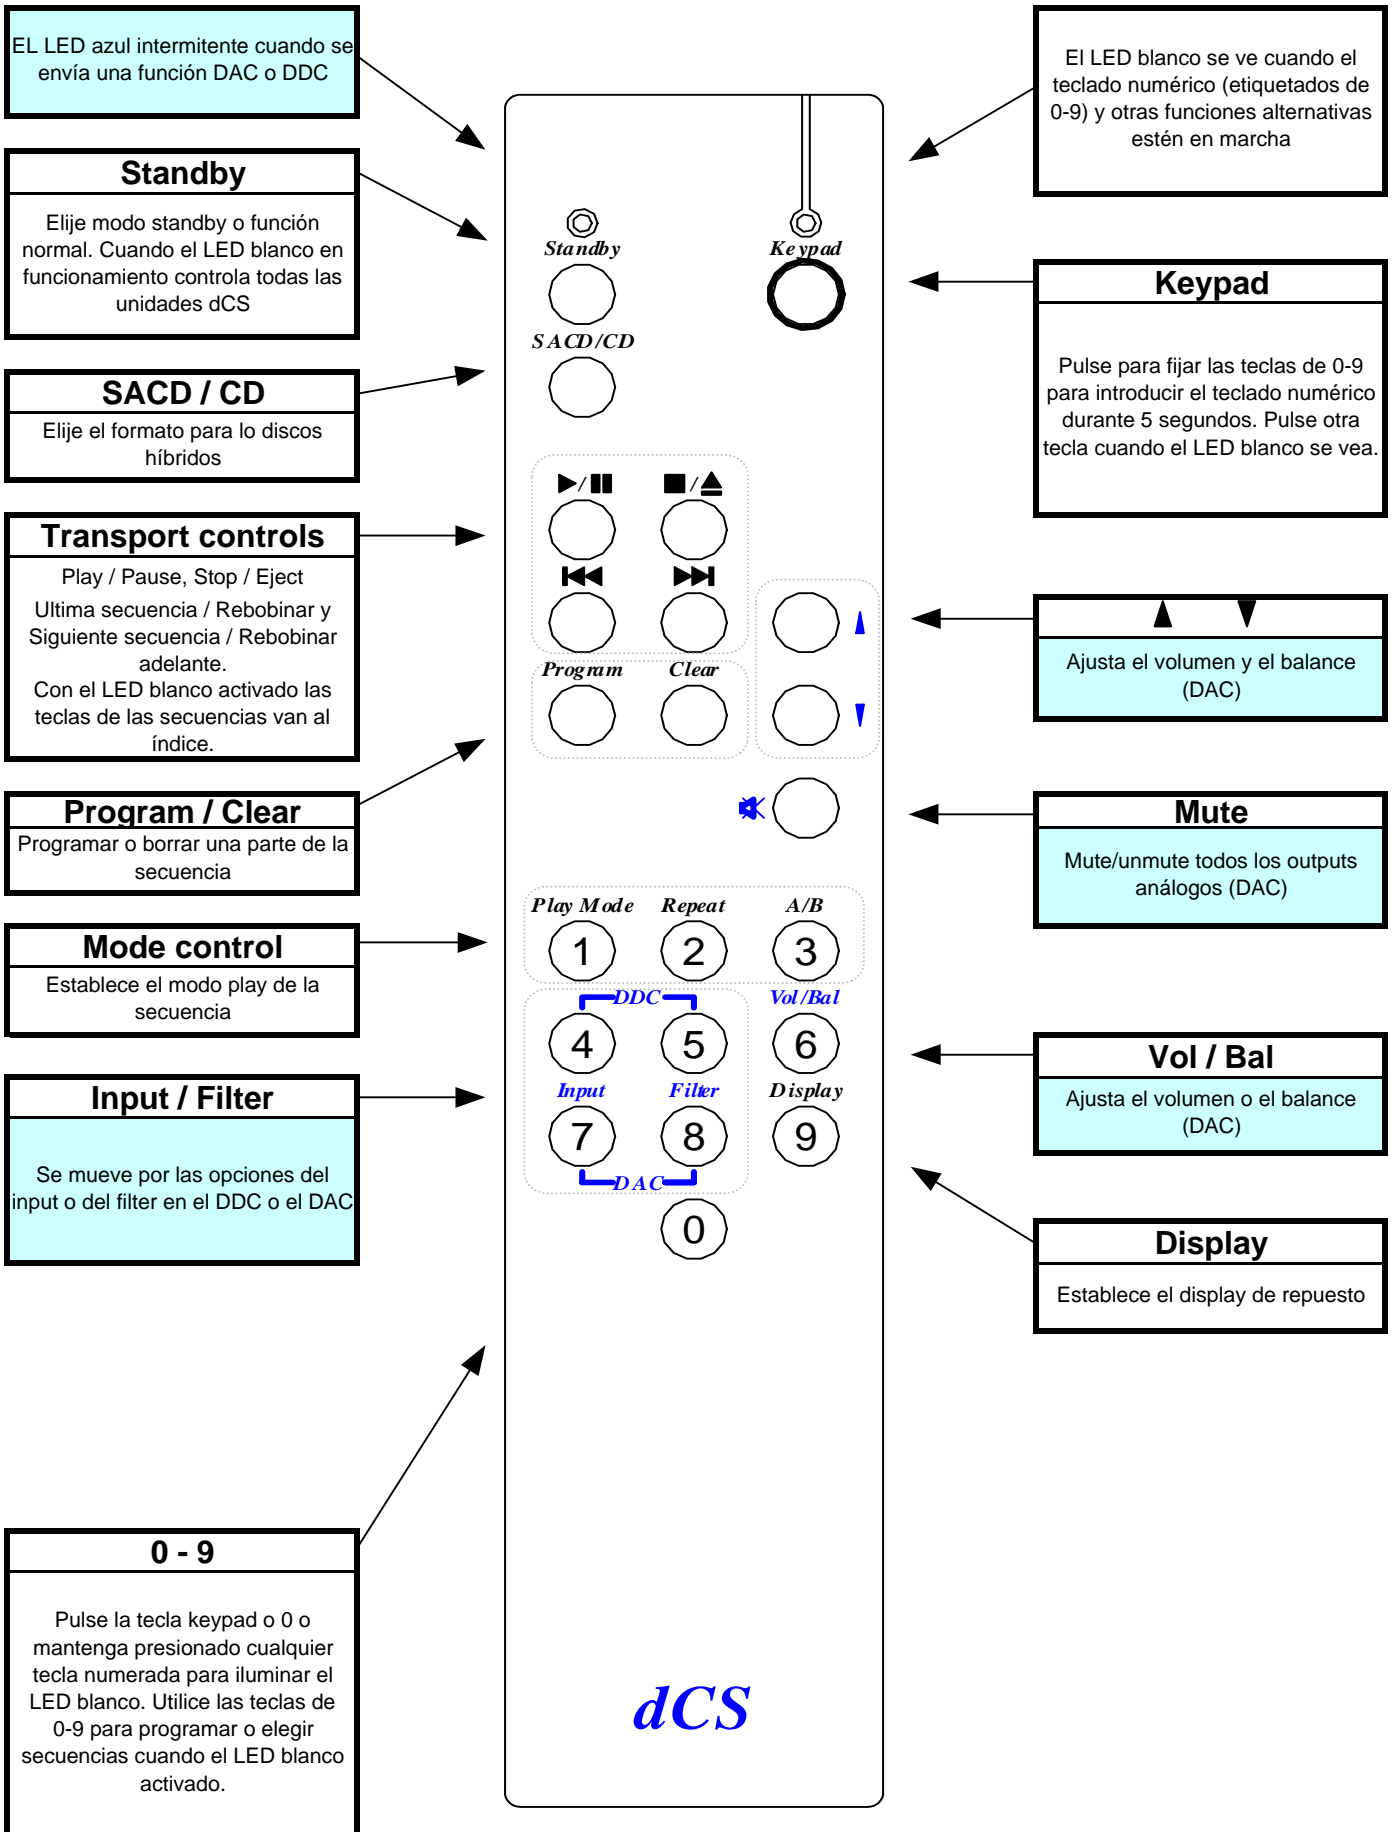 EL LED azul intermitente cuando se
envía una función DAC o DDC
Standby
Elije modo standby o función
normal. Cuando el LED blanco en
funcionamiento controla todas las
unidades dCS
SACD / CD
Elije el formato para lo discos
híbridos
Transport controls
Play / Pause, Stop / Eject
Ultima secuencia / Rebobinar y
Siguiente secuencia / Rebobinar
adelante.
Con el LED blanco activado las
teclas de las secuencias van al
índice.
Program / Clear
Programar o borrar una parte de la
secuencia
Mode control
Establece el modo play de la
secuencia
Input / Filter
Se mueve por las opciones del
input o del filter en el DDC o el DAC
0 - 9
Pulse la tecla keypad o 0 o
mantenga presionado cualquier
tecla numerada para iluminar el
LED blanco. Utilice las teclas de
0-9 para programar o elegir
secuencias cuando el LED blanco
activado.
Standby Keypad
SACD/CD
▶/▮▮ ■/⏏
⏮ ⏭
▲
Program Clear
▼
Play Mode Repeat A/B
1 2 3
DDC Vol/Bal
4 5 6
Input Filter Display
7 8 9
DAC
0
dCS
El LED blanco se ve cuando el
teclado numérico (etiquetados de
0-9) y otras funciones alternativas
estén en marcha
Keypad
Pulse para fijar las teclas de 0-9
para introducir el teclado numérico
durante 5 segundos. Pulse otra
tecla cuando el LED blanco se vea.
▲ ▼
Ajusta el volumen y el balance
(DAC)
Mute
Mute/unmute todos los outputs
análogos (DAC)
Vol / Bal
Ajusta el volumen o el balance
(DAC)
Display
Establece el display de repuesto